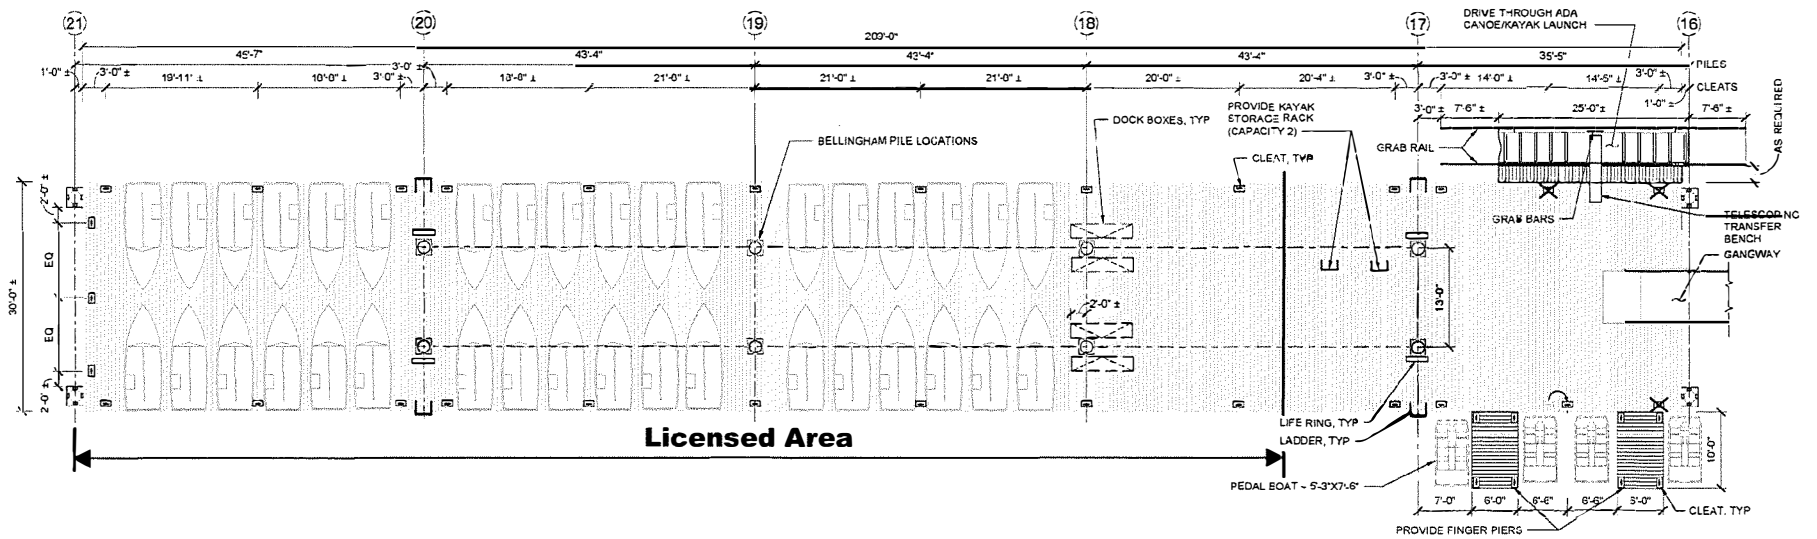 (21)
(20)
(19)
(18)
(17)
(16)
DRIVE THROUGH ADA
CANOE/KAYAK LAUNCH
209'-0"
43'-4"
43'-4"
43'-4"
35'-5"
PILES
1'-0" ±
3'-0" ±
19'-11" ±
3'-0" ±
3'-0" ±
21'-0" ±
21'-0" ±
21'-0" ±
20'-0" ±
20'-4" ±
3'-0" ±
3'-0" ±
14'-0" ±
14'-5" ±
3'-0" ±
CLEATS
1'-0" ±
3'-0" ±
7'-6" ±
25'-0"±
7'-6" ±
AS REQUIRED
PROVIDE KAYAK
STORAGE RACK
(CAPACITY 2)
DOCK BOXES, TYP
BELLINGHAM PILE LOCATIONS
CLEAT, TYP
GRAB RAIL
GRAB BARS
TELESCOPING
TRANSFER
BENCH
GANGWAY
2'-0" ±
EQ
30'-0" ±
EQ
2'-0" ±
2'-0" ±
13'-0"
LIFE RING, TYP
LADDER, TYP
Licensed Area
10'-0"
PEDAL BOAT ~ 5'-3"X7'-6"
7'-0"
6'-0"
6'-6"
6'-6"
6'-0"
CLEAT, TYP
PROVIDE FINGER PIERS